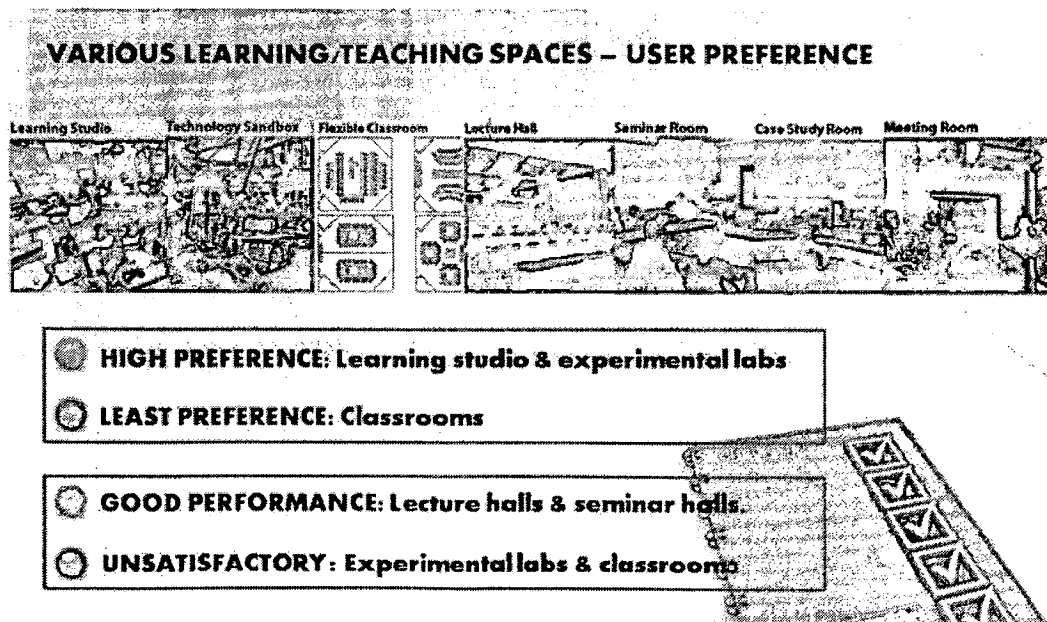 VARIOUS LEARNING/TEACHING SPACES – USER PREFERENCE
Learning Studio Technology Sandbox Flexible Classroom Lecture Hall Seminar Room Case Study Room Meeting Room
HIGH PREFERENCE: Learning studio & experimental labs
LEAST PREFERENCE: Classrooms
GOOD PERFORMANCE: Lecture halls & seminar halls.
UNSATISFACTORY: Experimental labs & classrooms